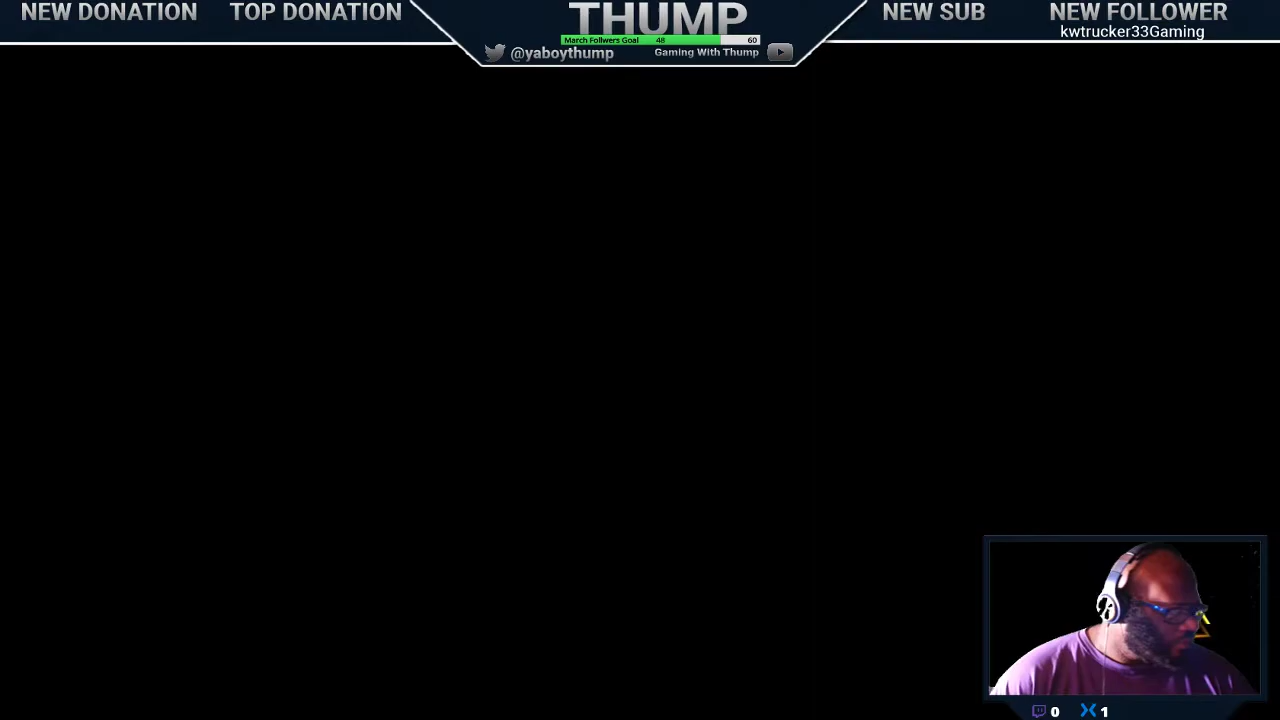 NEW DONATION
TOP DONATION
THUMP
March Follwers Goal 48 60
@yaboythump
Gaming With Thump
NEW SUB
NEW FOLLOWER
kwtrucker33Gaming
0
1